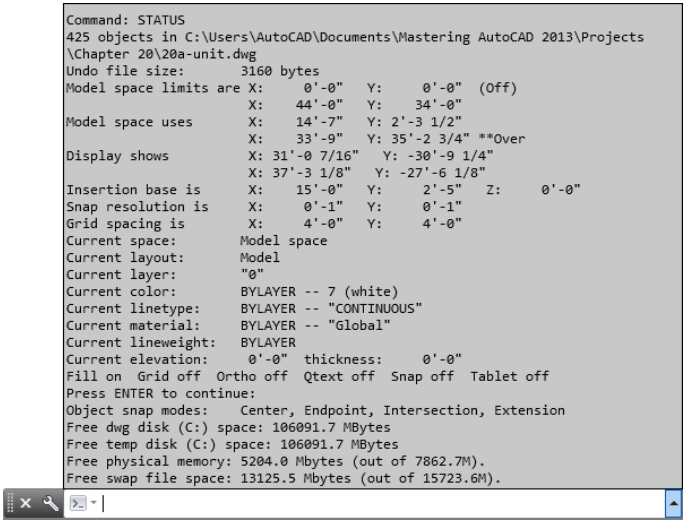 Command: STATUS
425 objects in C:\Users\AutoCAD\Documents\Mastering AutoCAD 2013\Projects
\Chapter 20\20a-unit.dwg
Undo file size: 3160 bytes
Model space limits are X: 0'-0" Y: 0'-0" (Off)
X: 44'-0" Y: 34'-0"
Model space uses X: 14'-7" Y: 2'-3 1/2"
X: 33'-9" Y: 35'-2 3/4" **Over
Display shows X: 31'-0 7/16" Y: -30'-9 1/4"
X: 37'-3 1/8" Y: -27'-6 1/8"
Insertion base is X: 15'-0" Y: 2'-5" Z: 0'-0"
Snap resolution is X: 0'-1" Y: 0'-1"
Grid spacing is X: 4'-0" Y: 4'-0"
Current space: Model space
Current layout: Model
Current layer: "0"
Current color: BYLAYER -- 7 (white)
Current linetype: BYLAYER -- "CONTINUOUS"
Current material: BYLAYER -- "Global"
Current lineweight: BYLAYER
Current elevation: 0'-0" thickness: 0'-0"
Fill on Grid off Ortho off Qtext off Snap off Tablet off
Press ENTER to continue:
Object snap modes: Center, Endpoint, Intersection, Extension
Free dwg disk (C:) space: 106091.7 MBytes
Free temp disk (C:) space: 106091.7 MBytes
Free physical memory: 5204.0 Mbytes (out of 7862.7M).
Free swap file space: 13125.5 Mbytes (out of 15723.6M).